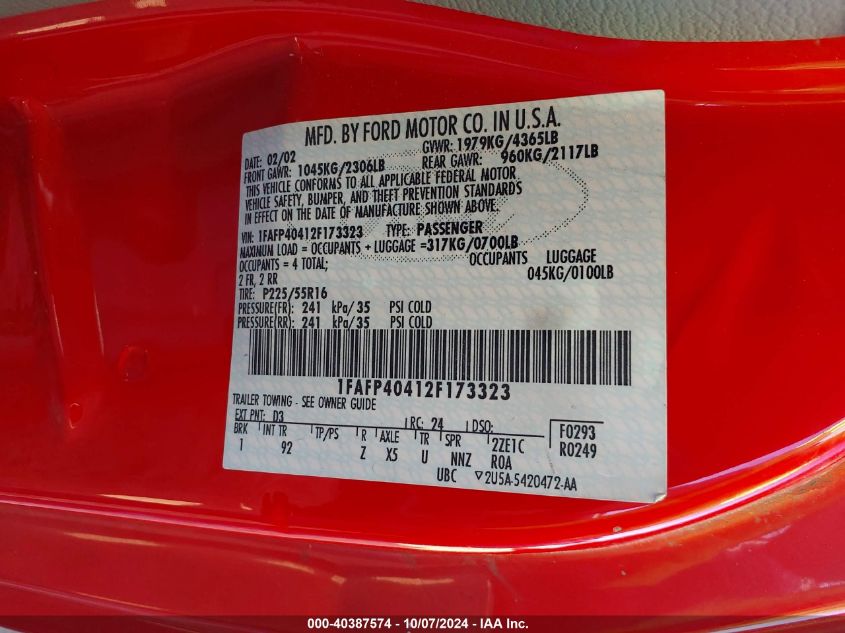 MFD. BY FORD MOTOR CO. IN U.S.A.
DATE: 02/02 GVWR: 1979KG/4365LB
FRONT GAWR: 1045KG/2306LB REAR GAWR: 960KG/2117LB
THIS VEHICLE CONFORMS TO ALL APPLICABLE FEDERAL MOTOR
VEHICLE SAFETY, BUMPER, AND THEFT PREVENTION STANDARDS
IN EFFECT ON THE DATE OF MANUFACTURE SHOWN ABOVE.
VIN: 1FAFP40412F173323 TYPE: PASSENGER
MAXIMUM LOAD = OCCUPANTS + LUGGAGE =317KG/0700LB
OCCUPANTS = 4 TOTAL; OCCUPANTS LUGGAGE
2 FR, 2 RR 045KG/0100LB
TIRE: P225/55R16
PRESSURE(FR): 241 kPa/35 PSI COLD
PRESSURE(RR): 241 kPa/35 PSI COLD
1FAFP40412F173323
TRAILER TOWING - SEE OWNER GUIDE
EXT PNT: D3 RC: 24 DSO: F0293
BRK INT TR TP/PS R AXLE TR SPR 2ZE1C R0249
1 92 Z X5 U NNZ ROA
UBC ▽2U5A-5420472-AA
000-40387574 - 10/07/2024 - IAA Inc.